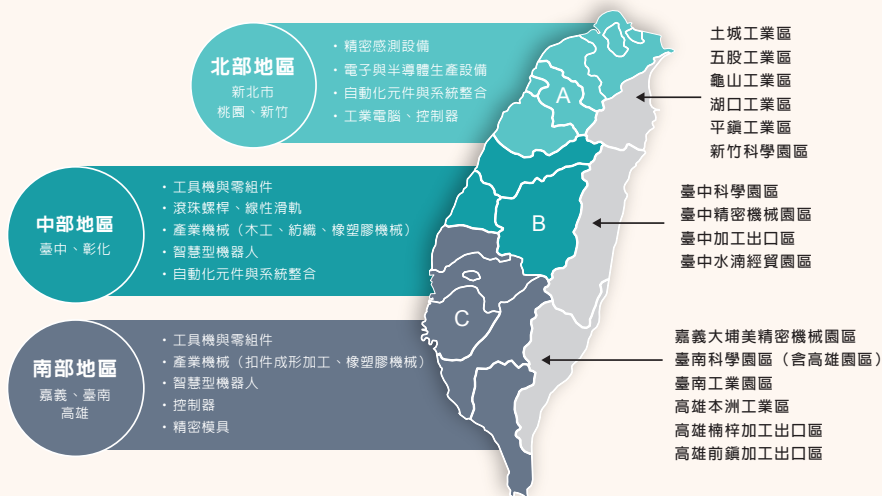 北部地區
新北市
桃園、新竹
・精密感測設備
・電子與半導體生產設備
・自動化元件與系統整合
・工業電腦、控制器
A
土城工業區
五股工業區
龜山工業區
湖口工業區
平鎮工業區
新竹科學園區
中部地區
臺中、彰化
・工具機與零組件
・滾珠螺桿、線性滑軌
・產業機械（木工、紡織、橡塑膠機械）
・智慧型機器人
・自動化元件與系統整合
B
臺中科學園區
臺中精密機械園區
臺中加工出口區
臺中水湳經貿園區
南部地區
嘉義、臺南
高雄
・工具機與零組件
・產業機械（扣件成形加工、橡塑膠機械）
・智慧型機器人
・控制器
・精密模具
C
嘉義大埔美精密機械園區
臺南科學園區（含高雄園區）
臺南工業園區
高雄本洲工業區
高雄楠梓加工出口區
高雄前鎮加工出口區